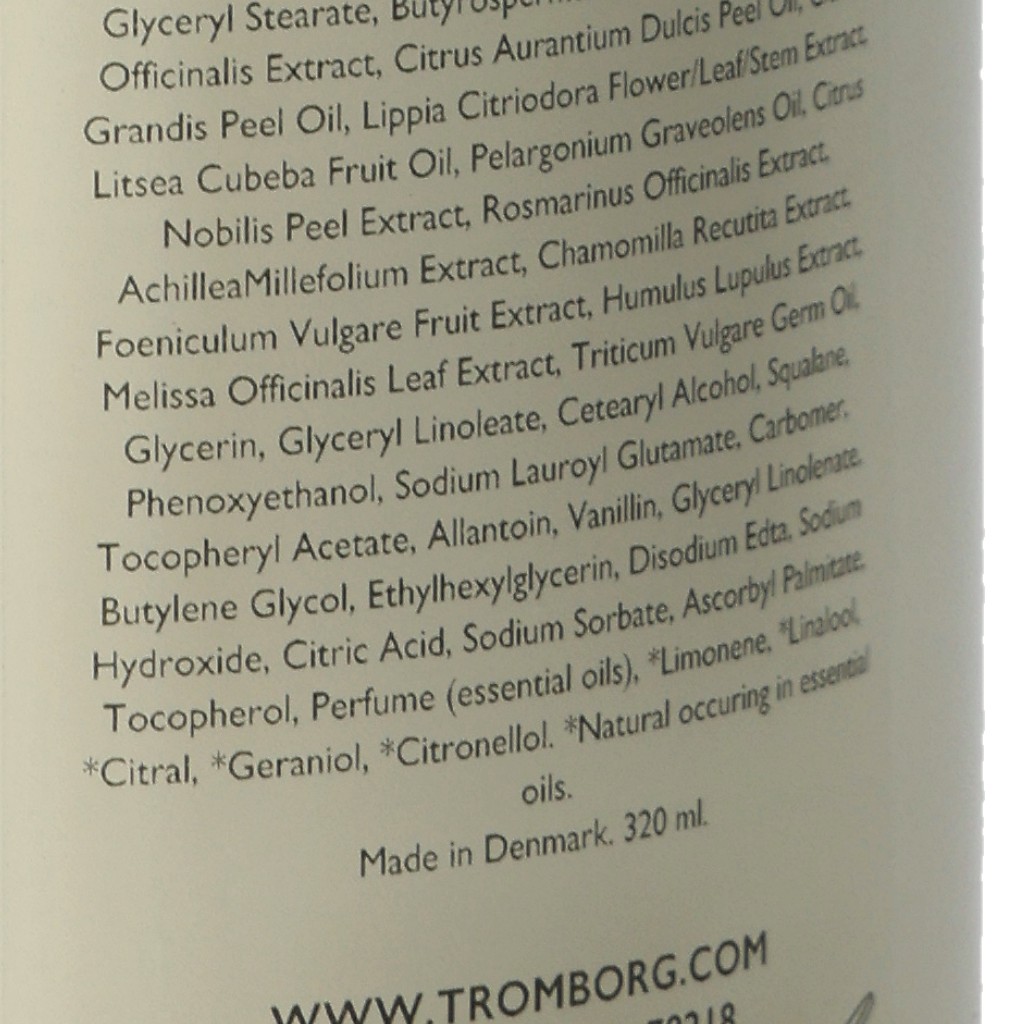 Glyceryl Stearate,
Officinalis Extract, Citrus Aurantium Dulcis Peel Oil,
Grandis Peel Oil, Lippia Citriodora Flower/Leaf/Stem Extract,
Litsea Cubeba Fruit Oil, Pelargonium Graveolens Oil, Citrus
Nobilis Peel Extract, Rosmarinus Officinalis Extract,
AchilleaMillefolium Extract, Chamomilla Recutita Extract,
Foeniculum Vulgare Fruit Extract, Humulus Lupulus Extract,
Melissa Officinalis Leaf Extract, Triticum Vulgare Germ Oil,
Glycerin, Glyceryl Linoleate, Cetearyl Alcohol, Squalane,
Phenoxyethanol, Sodium Lauroyl Glutamate, Carbomer,
Tocopheryl Acetate, Allantoin, Vanillin, Glyceryl Linolenate,
Butylene Glycol, Ethylhexylglycerin, Disodium Edta, Sodium
Hydroxide, Citric Acid, Sodium Sorbate, Ascorbyl Palmitate,
Tocopherol, Perfume (essential oils), *Limonene, *Linalool,
*Citral, *Geraniol, *Citronellol. *Natural occuring in essential
oils.
Made in Denmark. 320 ml.
WWW.TROMBORG.COM